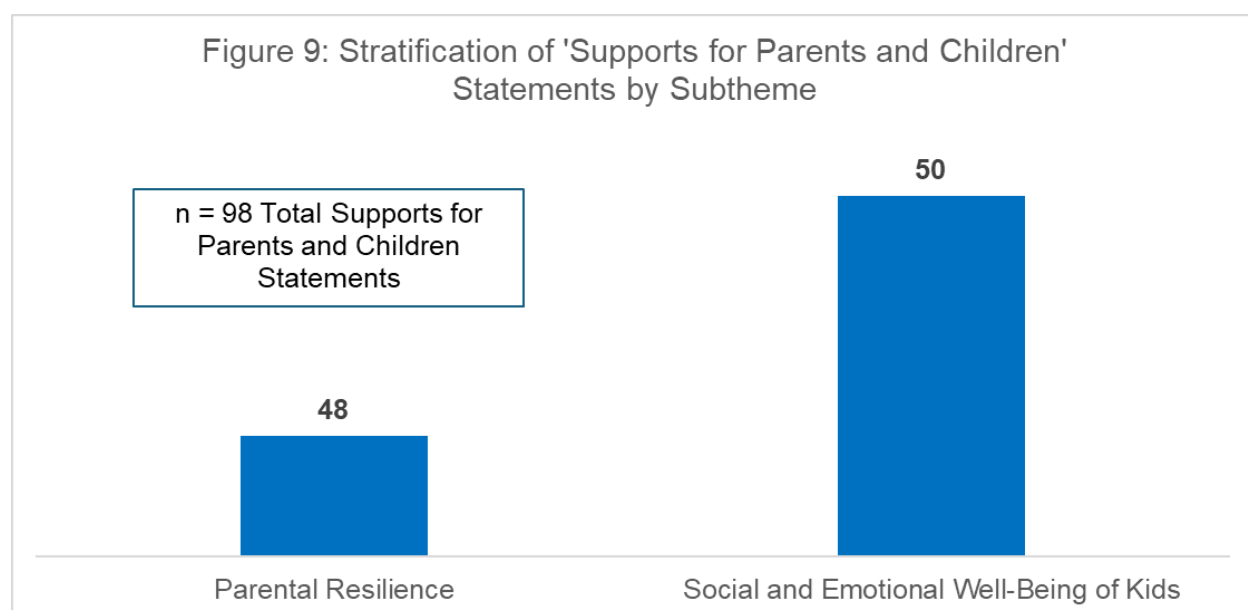 Figure 9: Stratification of 'Supports for Parents and Children'
Statements by Subtheme
50
n = 98 Total Supports for
Parents and Children
Statements
48
Parental Resilience
Social and Emotional Well-Being of Kids